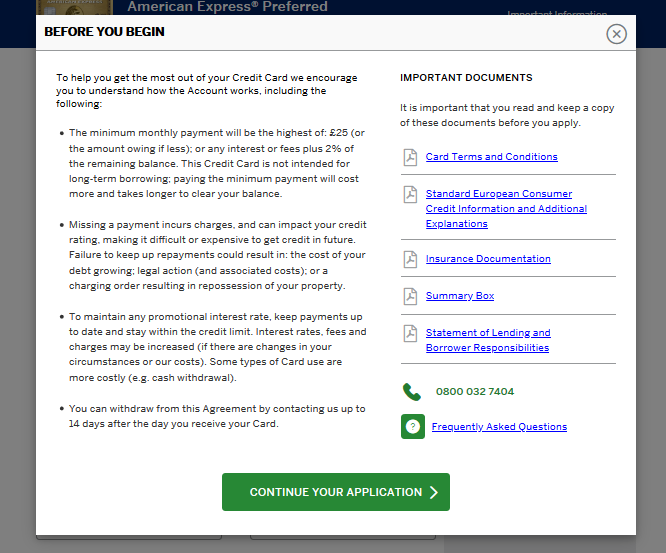 AMERICAN EXPRESS
American Express® Preferred
Important Information
BEFORE YOU BEGIN
To help you get the most out of your Credit Card we encourage
you to understand how the Account works, including the
following:
• The minimum monthly payment will be the highest of: £25 (or
the amount owing if less); or any interest or fees plus 2% of
the remaining balance. This Credit Card is not intended for
long-term borrowing; paying the minimum payment will cost
more and takes longer to clear your balance.
• Missing a payment incurs charges, and can impact your credit
rating, making it difficult or expensive to get credit in future.
Failure to keep up repayments could result in: the cost of your
debt growing; legal action (and associated costs); or a
charging order resulting in repossession of your property.
• To maintain any promotional interest rate, keep payments up
to date and stay within the credit limit. Interest rates, fees and
charges may be increased (if there are changes in your
circumstances or our costs). Some types of Card use are
more costly (e.g. cash withdrawal).
• You can withdraw from this Agreement by contacting us up to
14 days after the day you receive your Card.
IMPORTANT DOCUMENTS
It is important that you read and keep a copy
of these documents before you apply.
Card Terms and Conditions
Standard European Consumer
Credit Information and Additional
Explanations
Insurance Documentation
Summary Box
Statement of Lending and
Borrower Responsibilities
0800 032 7404
? Frequently Asked Questions
CONTINUE YOUR APPLICATION